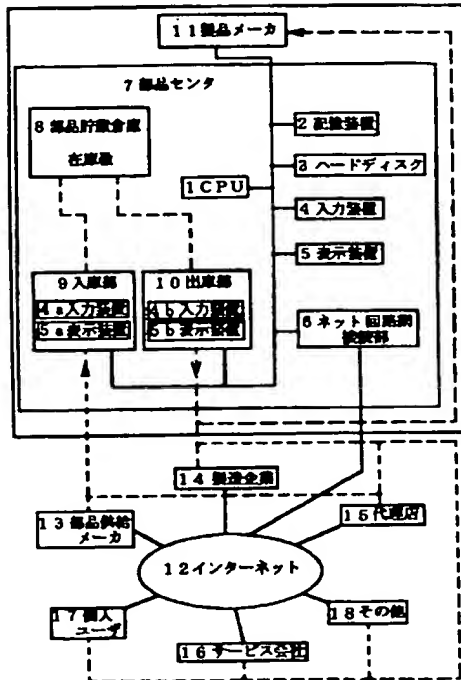 11製品メーカ
7部品センタ
8部品貯蔵倉庫
在庫数
2記憶装置
3ハードディスク
1CPU
4入力装置
5表示装置
9入庫部
4a入力装置
5a表示装置
10出庫部
4b入力装置
5b表示装置
6ネット回路網
接続部
14製造企業
13部品供給
メーカ
15代理店
12インターネット
17個人
ユーザ
18その他
16サービス会社